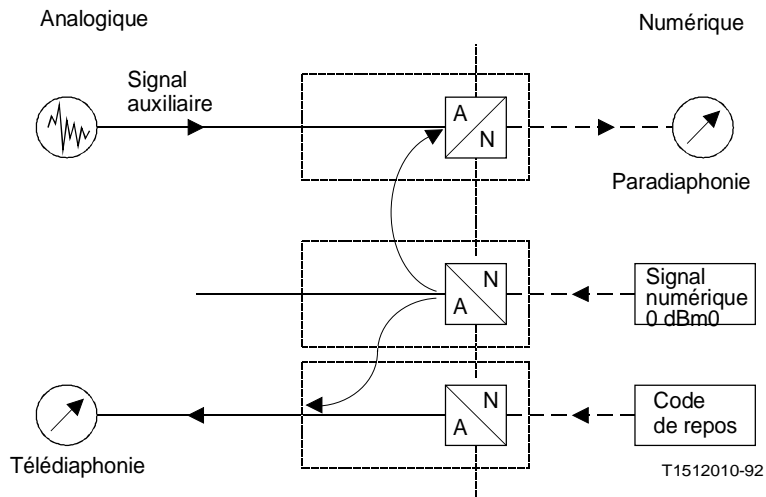 Analogique
Numérique
Signal
auxiliaire
A
N
Paradiaphonie
N
A
Signal
numérique
0 dBm0
N
A
Code
de repos
Télédiaphonie
T1512010-92